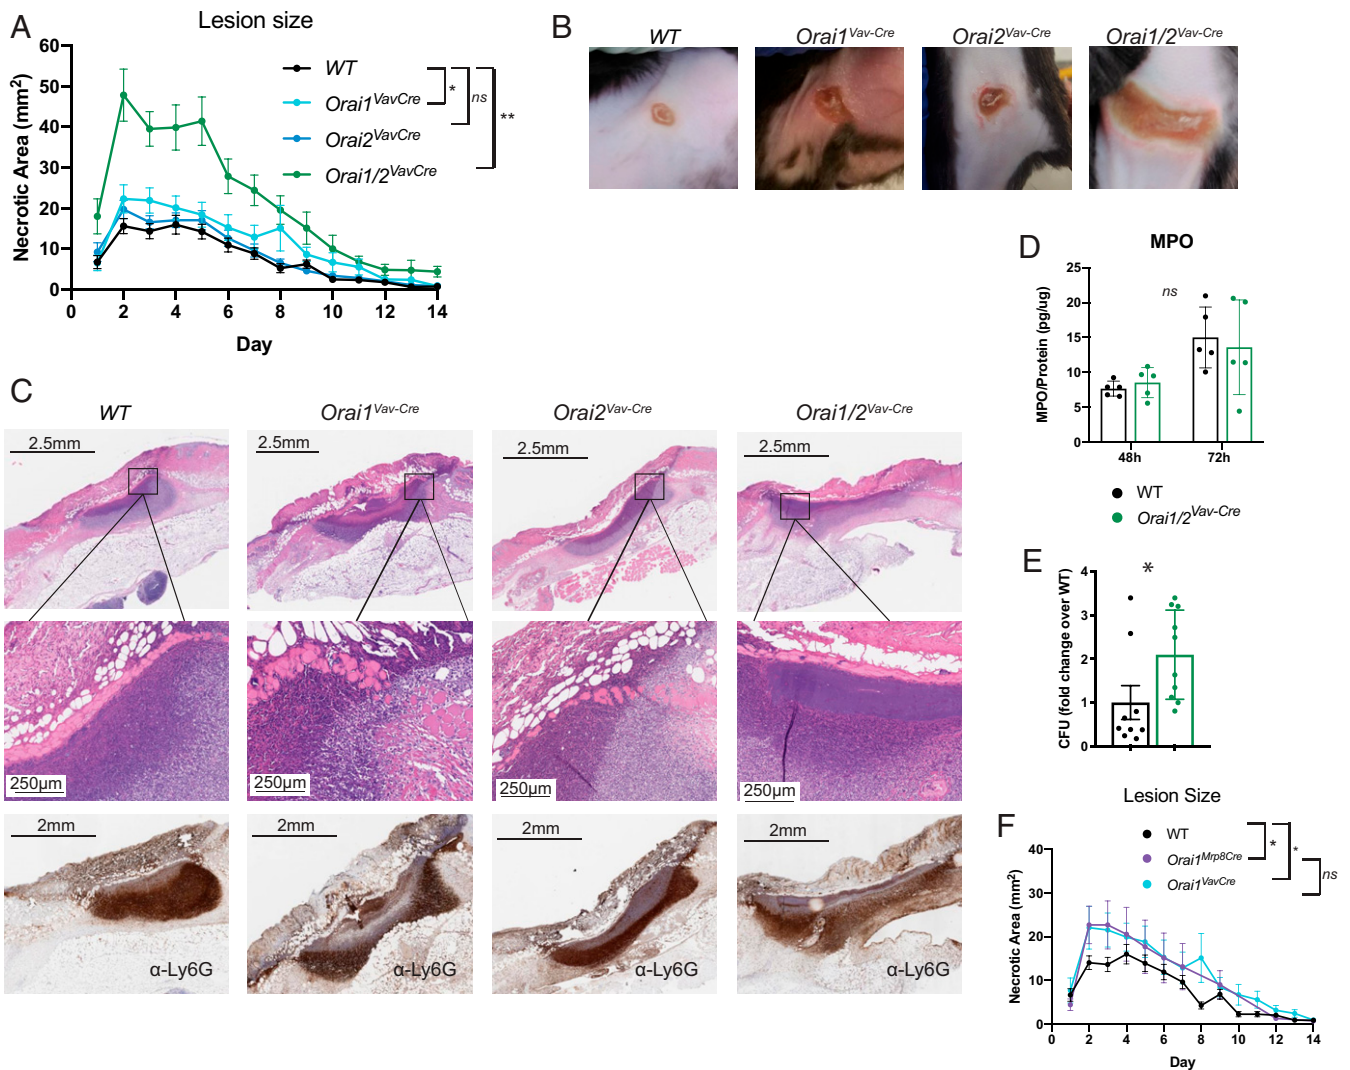 A
Lesion size
Necrotic Area (mm2)
60
50
40
30
20
10
0
0 2 4 6 8 10 12 14
Day
WT
Orai1VavCre
Orai2VavCre
Orai1/2VavCre
*
ns
**
B
WT Orai1Vav-Cre Orai2Vav-Cre Orai1/2Vav-Cre
C
WT Orai1Vav-Cre Orai2Vav-Cre Orai1/2Vav-Cre
2.5mm 2.5mm 2.5mm 2.5mm
250µm 250µm 250µm 250µm
2mm 2mm 2mm 2mm
α-Ly6G α-Ly6G α-Ly6G
D
MPO
MPO/Protein (pg/ug)
25
20
15
10
5
0
ns
48h 72h
WT
Orai1/2Vav-Cre
E
CFU (fold change over WT)
4
3
2
1
0
*
F
Lesion Size
WT
Orai1Mrp8Cre
Orai1VavCre
*
*
ns
Necrotic Area (mm2)
40
30
20
10
0
0 2 4 6 8 10 12 14
Day